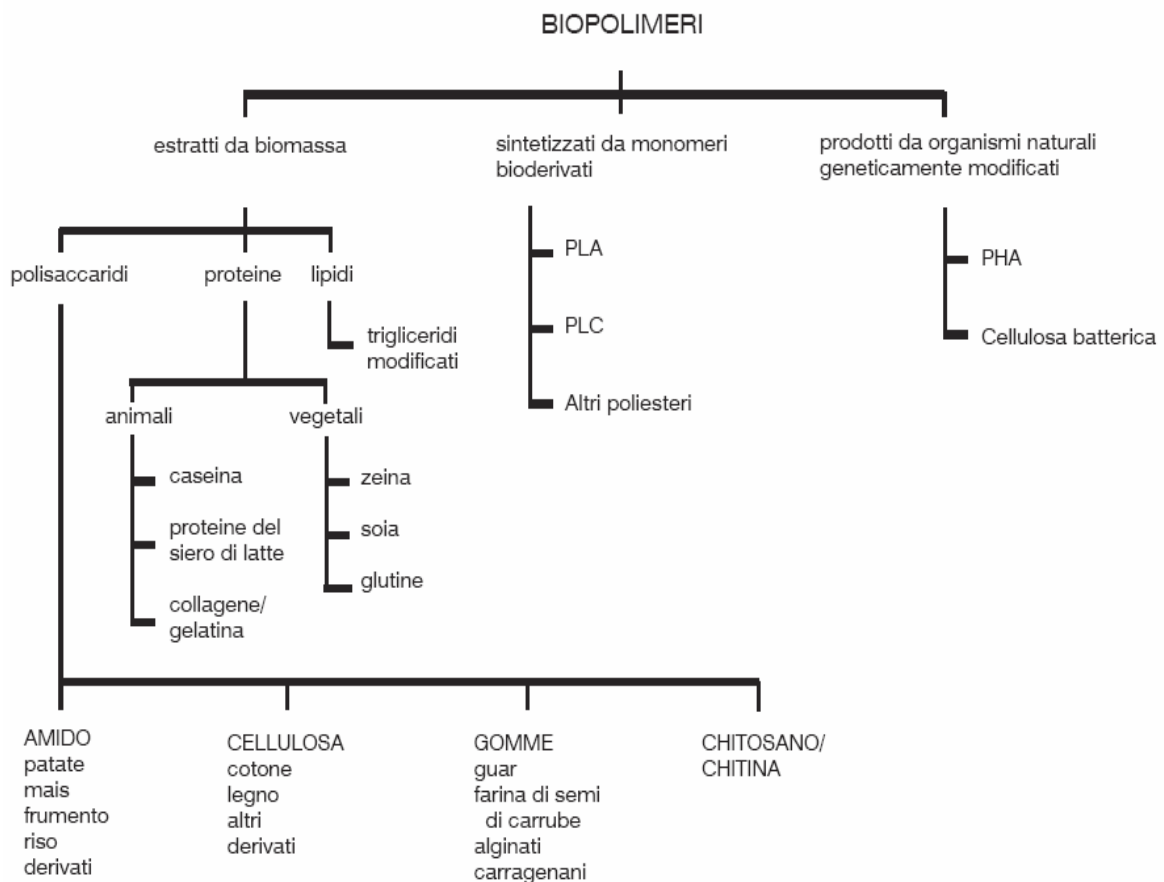 BIOPOLIMERI
estratti da biomassa
sintetizzati da monomeri
bioderivati
prodotti da organismi naturali
geneticamente modificati
polisaccaridi
proteine
lipidi
trigliceridi
modificati
animali
vegetali
caseina
proteine del
siero di latte
collagene/
gelatina
zeina
soia
glutine
PLA
PLC
Altri poliesteri
PHA
Cellulosa batterica
AMIDO
patate
mais
frumento
riso
derivati
CELLULOSA
cotone
legno
altri
derivati
GOMME
guar
farina di semi
di carrube
alginati
carragenani
CHITOSANO/
CHITINA